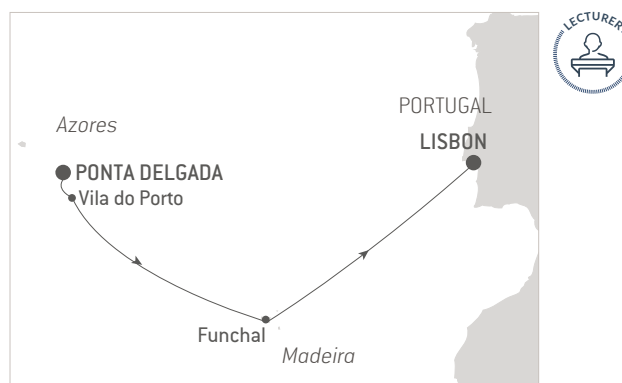 LECTURER
PORTUGAL
Azores
LISBON
PONTA DELGADA
Vila do Porto
Funchal
Madeira